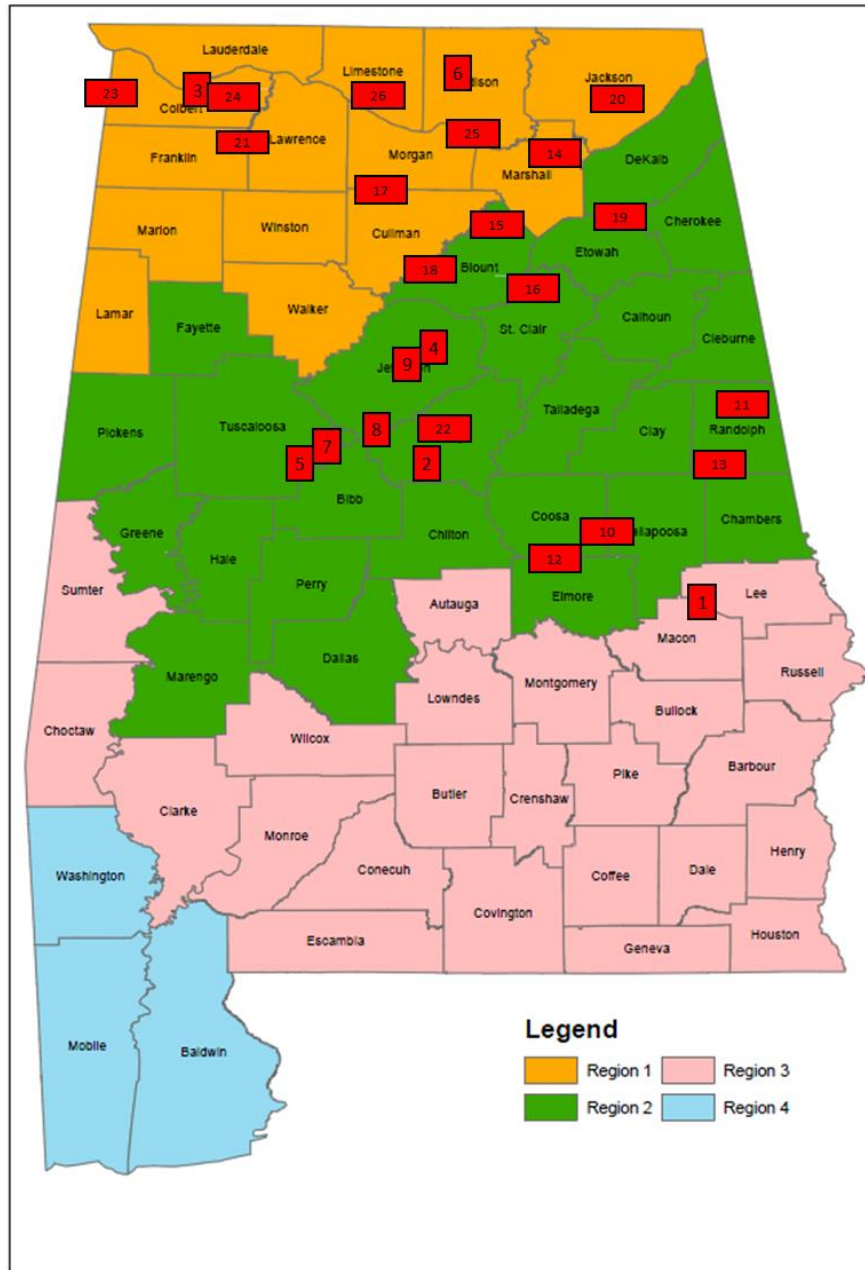 Lauderdale
Limestone
6
dison
Jackson
23
3
24
Colbert
26
20
21
Lawrence
25
Franklin
Morgan
14
DeKalb
Marshall
17
Marion
Winston
Cullman
15
19
Cherokee
Etowah
18
Blount
16
Lamar
Fayette
Walker
St. Clair
Calhoun
Cleburne
4
9
Je
on
Talladega
11
Pickens
Tuscaloosa
8
22
Clay
Randolph
7
5
2
13
Bibb
Greene
Hale
Chilton
Coosa
10
llapoosa
Chambers
12
Sumter
Perry
Autauga
Elmore
1
Lee
Macon
Marengo
Dallas
Lowndes
Montgomery
Russell
Choctaw
Wilcox
Bullock
Clarke
Monroe
Butler
Crenshaw
Pike
Barbour
Washington
Conecuh
Coffee
Dale
Henry
Escambia
Covington
Geneva
Houston
Mobile
Baldwin
Legend
Region 1
Region 3
Region 2
Region 4